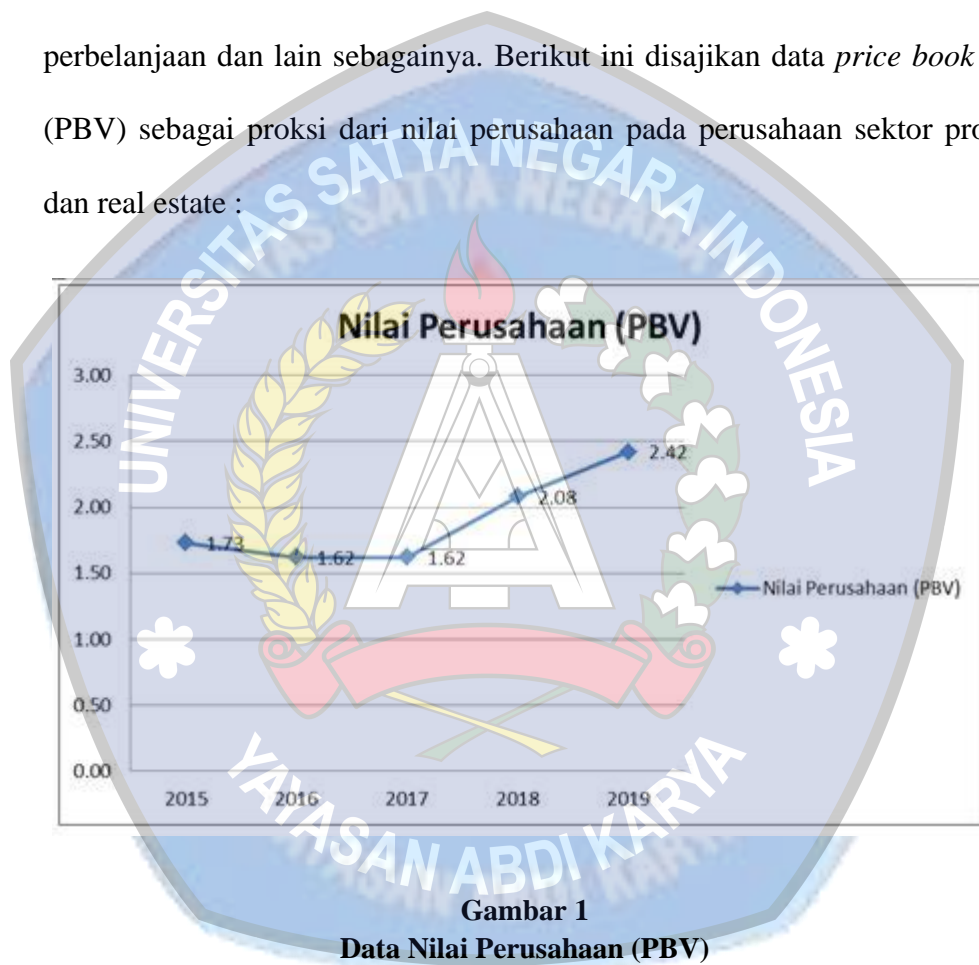 perbelanjaan dan lain sebagainya. Berikut ini disajikan data price book
(PBV) sebagai proksi dari nilai perusahaan pada perusahaan sektor
dan real estate :
UNIVERSITAS SATYA NEGARA INDONESIA
Nilai Perusahaan (PBV)
3.00
2.50
2.00
1.50
1.00
0.50
0.00
1.73
1.62
1.62
2.08
2.42
Nilai Perusahaan (PBV)
2015 2016 2017 2018 2019
YAYASAN ABDI KARYA
Gambar 1
Data Nilai Perusahaan (PBV)